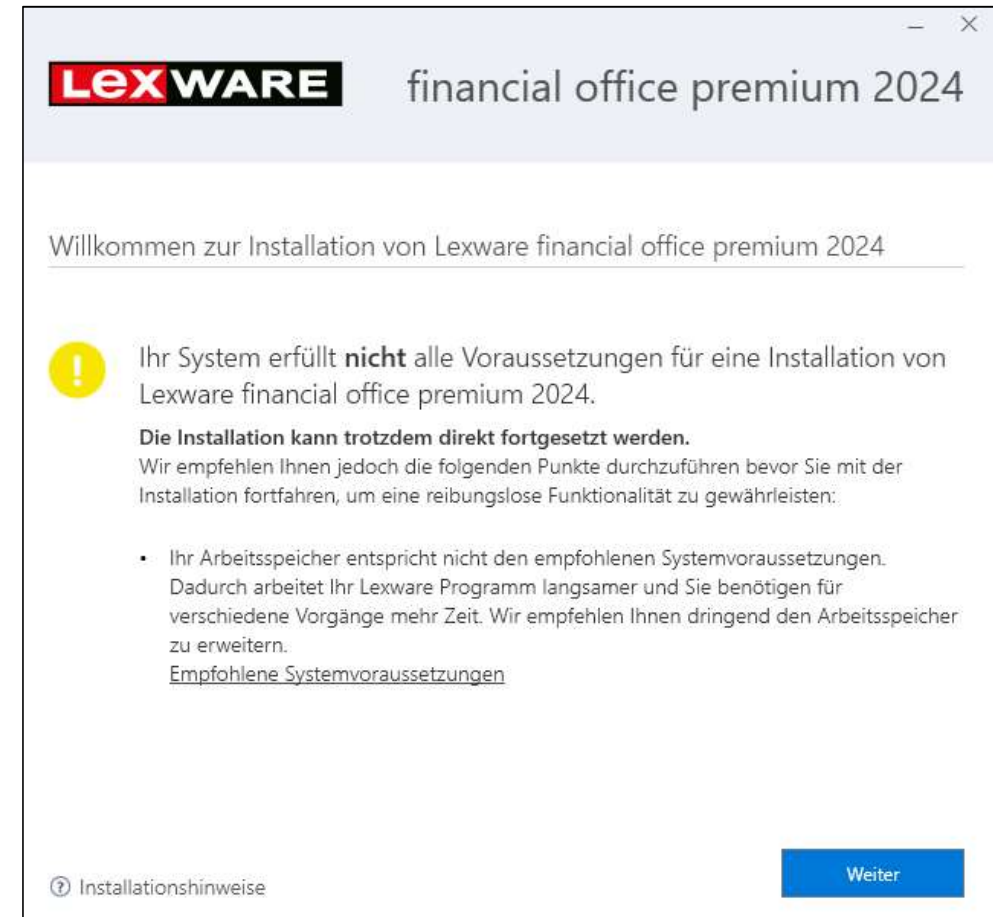 LexWARE financial office premium 2024
Willkommen zur Installation von Lexware financial office premium 2024
Ihr System erfüllt nicht alle Voraussetzungen für eine Installation von
Lexware financial office premium 2024.
Die Installation kann trotzdem direkt fortgesetzt werden.
Wir empfehlen Ihnen jedoch die folgenden Punkte durchzuführen bevor Sie mit der
Installation fortfahren, um eine reibungslose Funktionalität zu gewährleisten:
• Ihr Arbeitsspeicher entspricht nicht den empfohlenen Systemvoraussetzungen.
Dadurch arbeitet Ihr Lexware Programm langsamer und Sie benötigen für
verschiedene Vorgänge mehr Zeit. Wir empfehlen Ihnen dringend den Arbeitsspeicher
zu erweitern.
Empfohlene Systemvoraussetzungen
Weiter
Installationshinweise